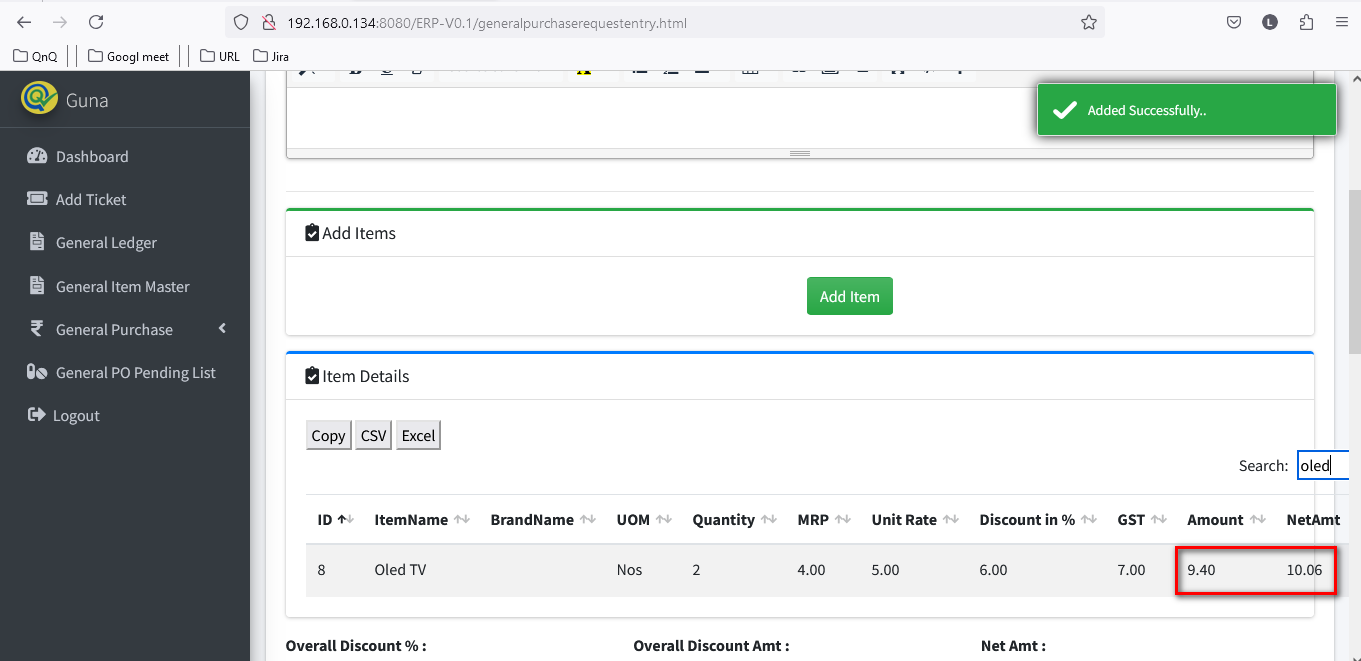 192.168.0.134:8080/ERP-V0.1/generalpurchaserequestentry.html
L
QnQ Googl meet URL Jira
Guna
Added Successfully..
Dashboard
Add Ticket
General Ledger
General Item Master
General Purchase
General PO Pending List
Logout
Add Items
Add Item
Item Details
Copy CSV Excel
Search: oled
ID ItemName BrandName UOM Quantity MRP Unit Rate Discount in % GST Amount NetAmt
8 Oled TV Nos 2 4.00 5.00 6.00 7.00 9.40 10.06
Overall Discount % : Overall Discount Amt : Net Amt :